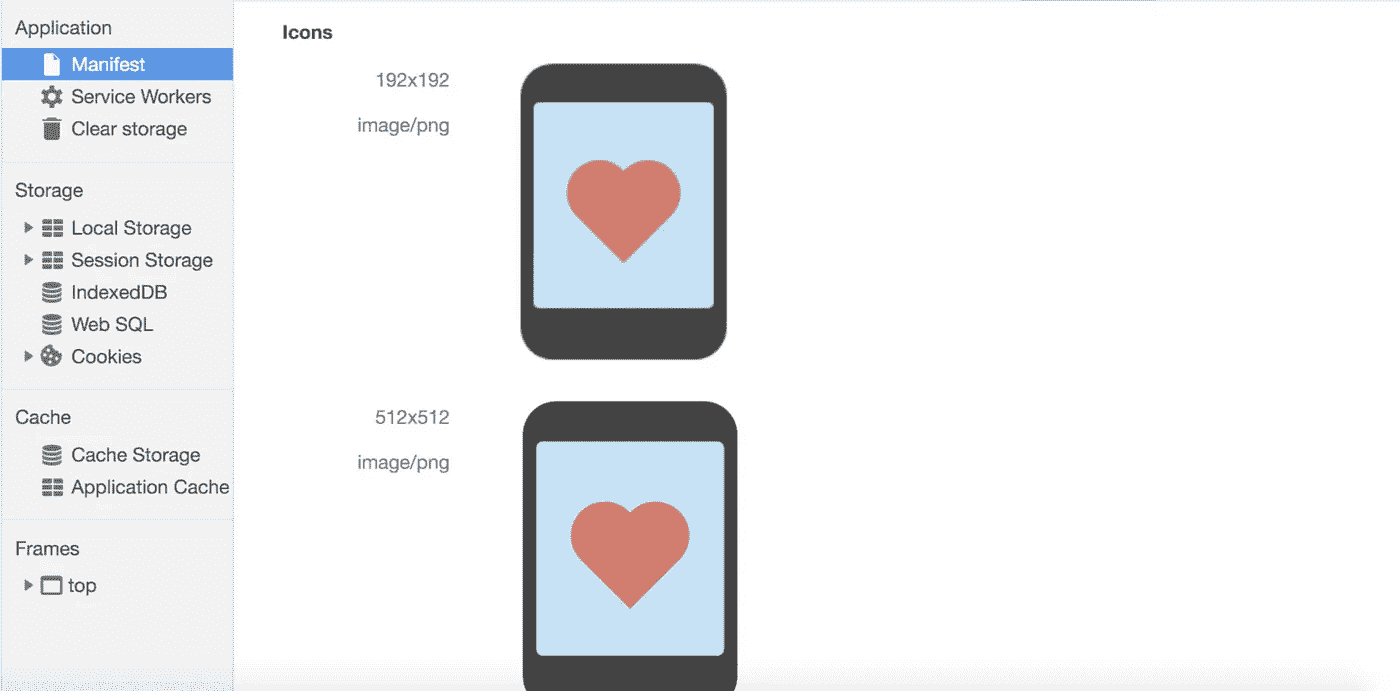 Application
Manifest
Service Workers
Clear storage
Storage
Local Storage
Session Storage
IndexedDB
Web SQL
Cookies
Cache
Cache Storage
Application Cache
Frames
top
Icons
192x192
image/png
512x512
image/png